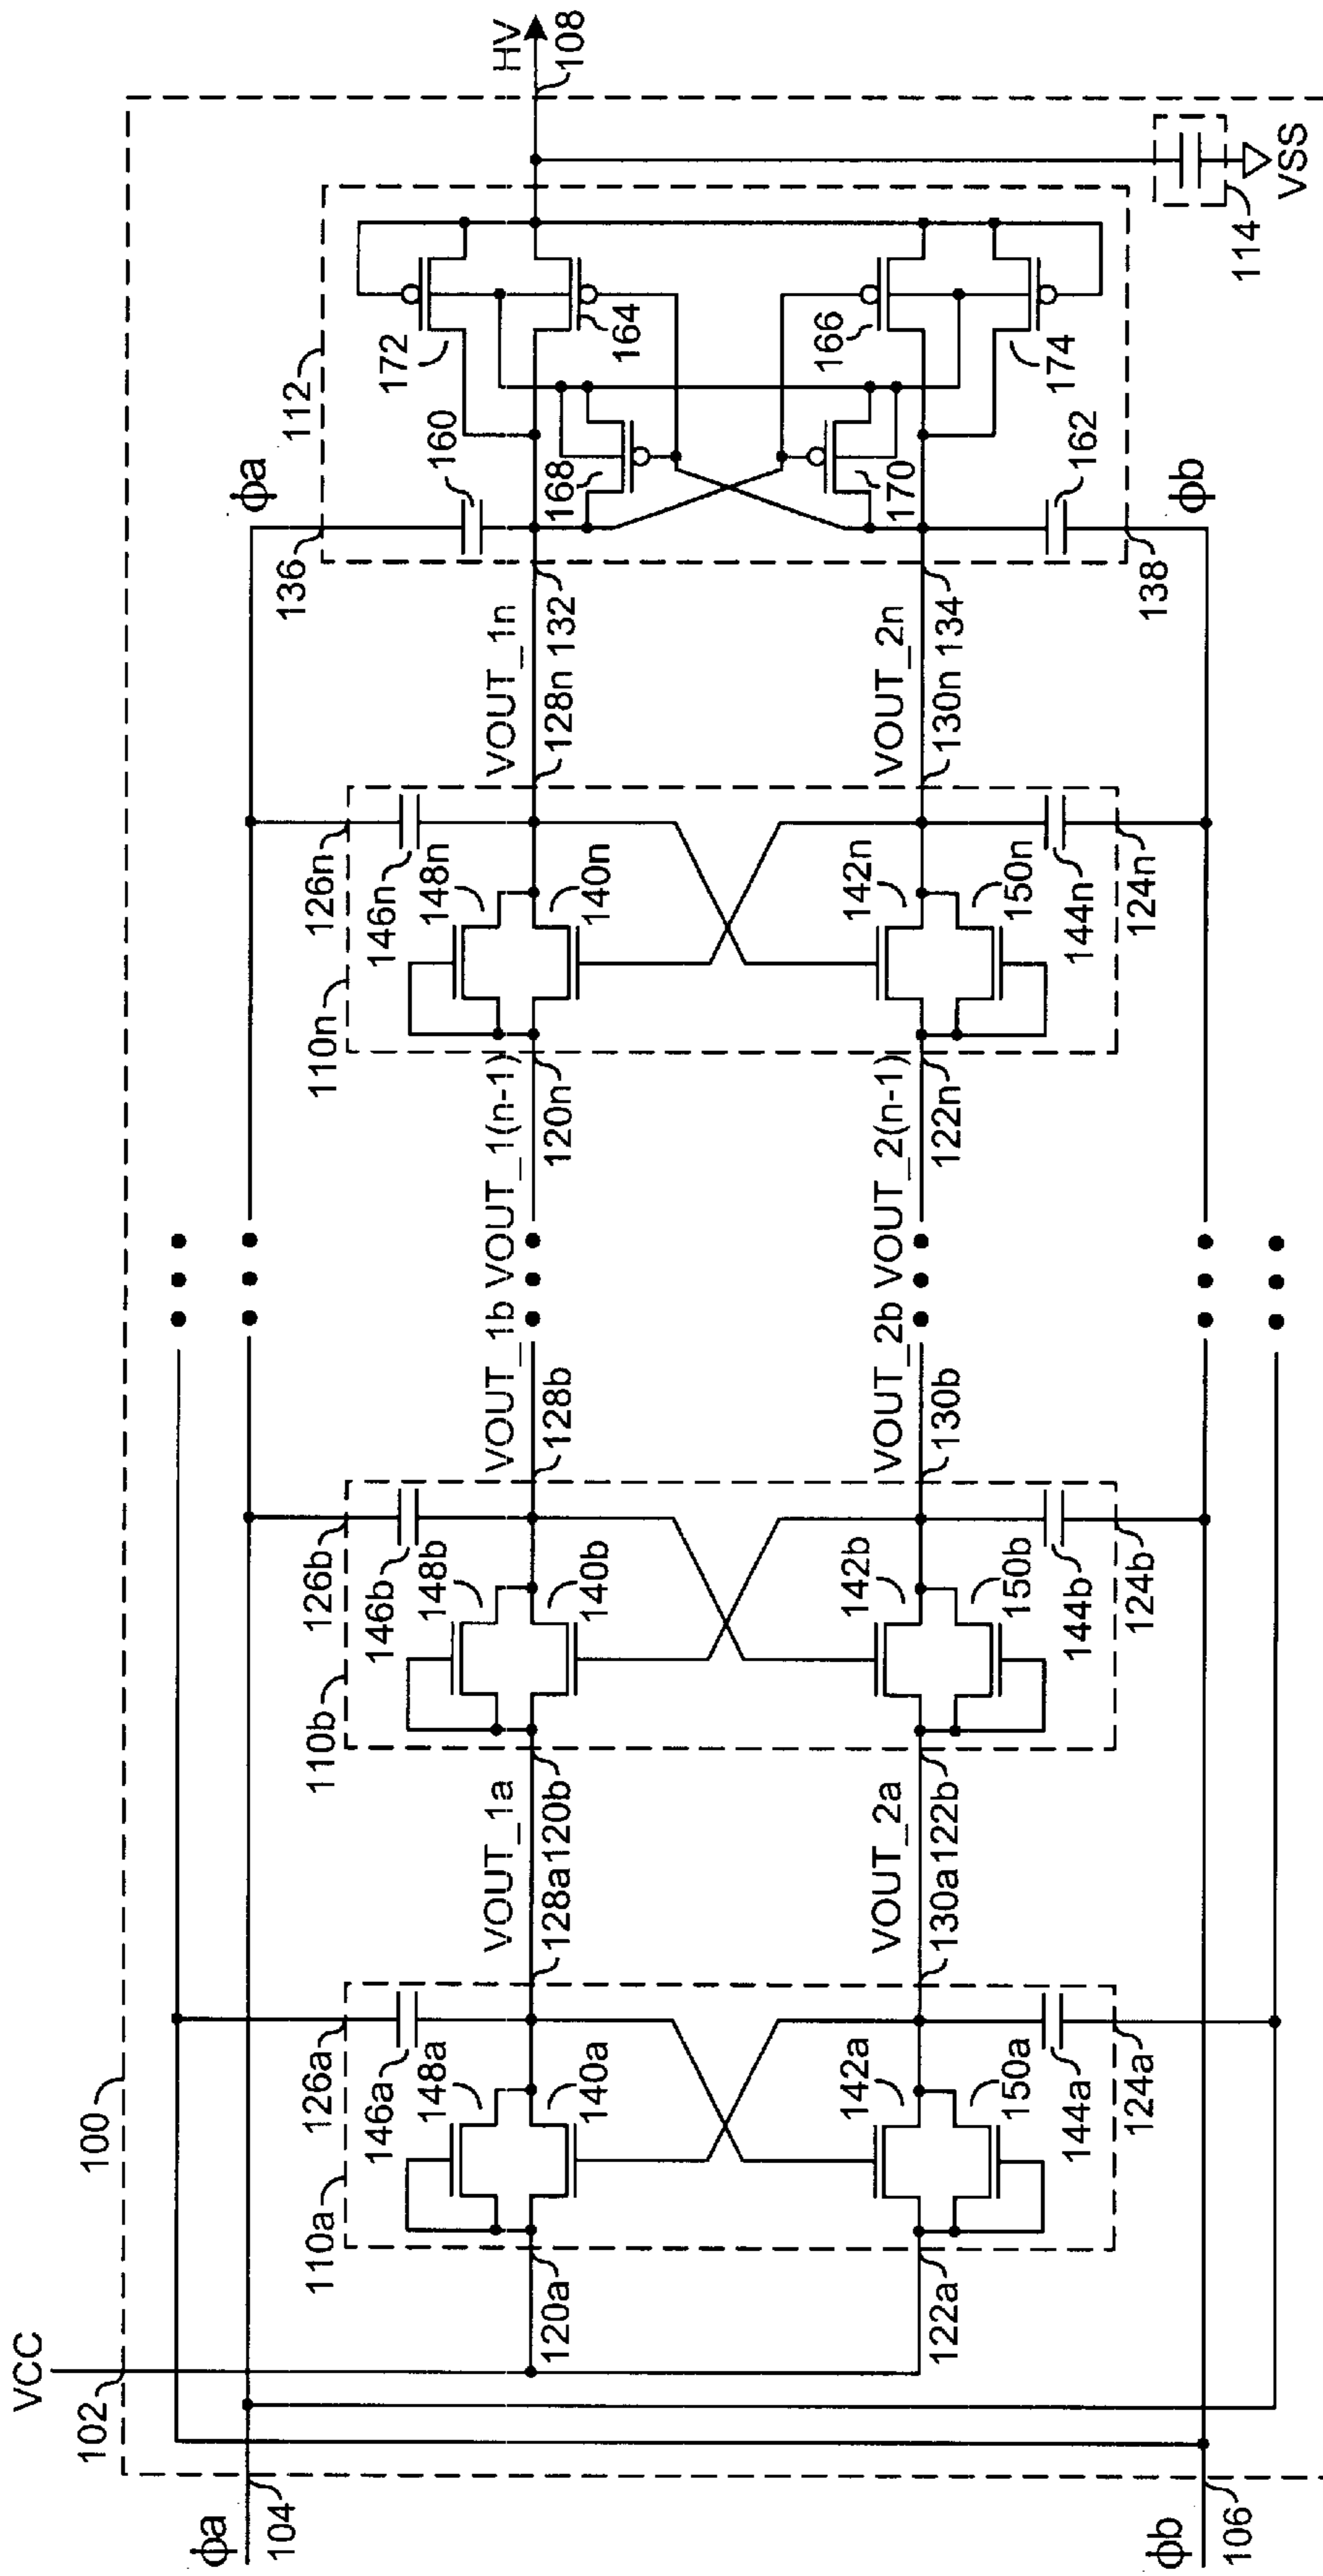 VCC
102
100
ϕa
104
ϕb
106
110a
126a
146a
148a
140a
120a
VOUT_1a
128a 120b
142a
150a
144a
124a
122a
VOUT_2a
130a 122b
110b
126b
146b
148b
140b
VOUT_1b
128b
142b
150b
144b
124b
VOUT_2b
130b
VOUT_1(n-1)
120n
VOUT_2(n-1)
122n
110n
126n
146n
148n
140n
VOUT_1n
128n 132
142n
150n
144n
124n
VOUT_2n
130n 134
136
ϕa
112
160
172
164
168
170
166
174
162
138
ϕb
HV
108
114
VSS